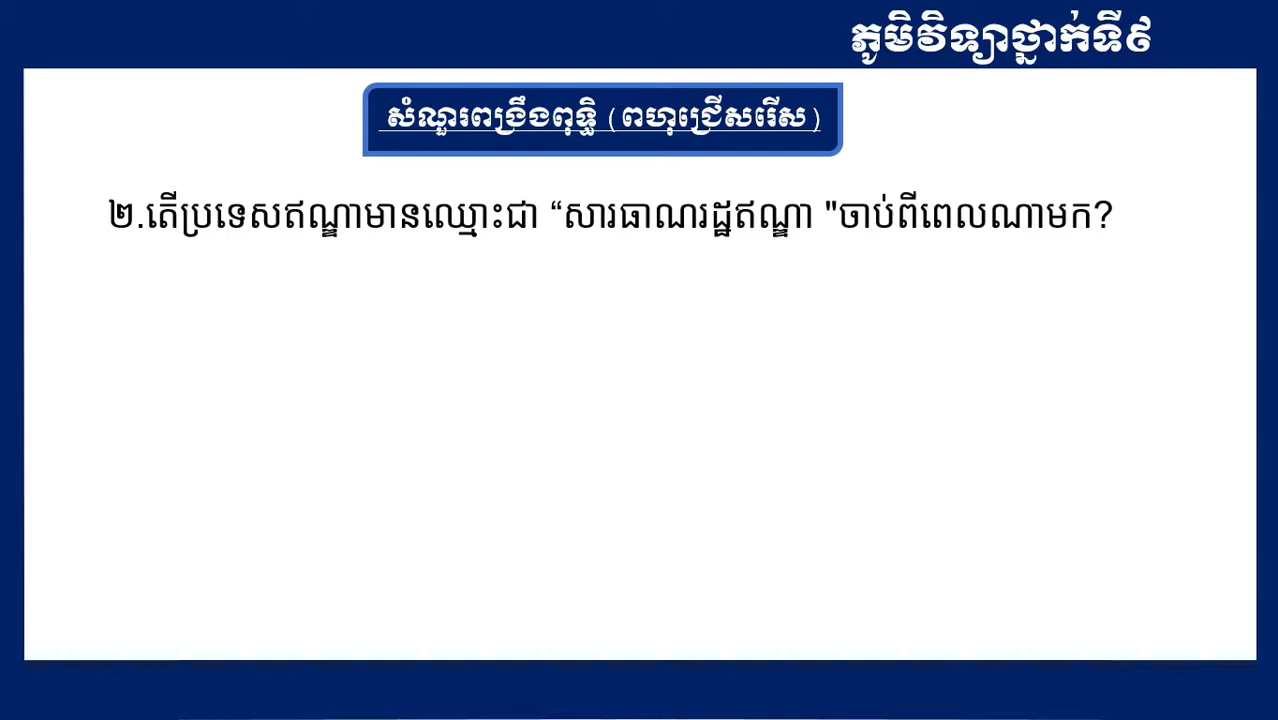 ភូមិវិទ្យាថ្នាក់ទី៩
សំណួរពង្រឹងពុទ្ធិ (ពហុជ្រើសរើស)
២.តើប្រទេសឥណ្ឌាមានឈ្មោះជា “សារធាណរដ្ឋឥណ្ឌា "ចាប់ពីពេលណាមក?